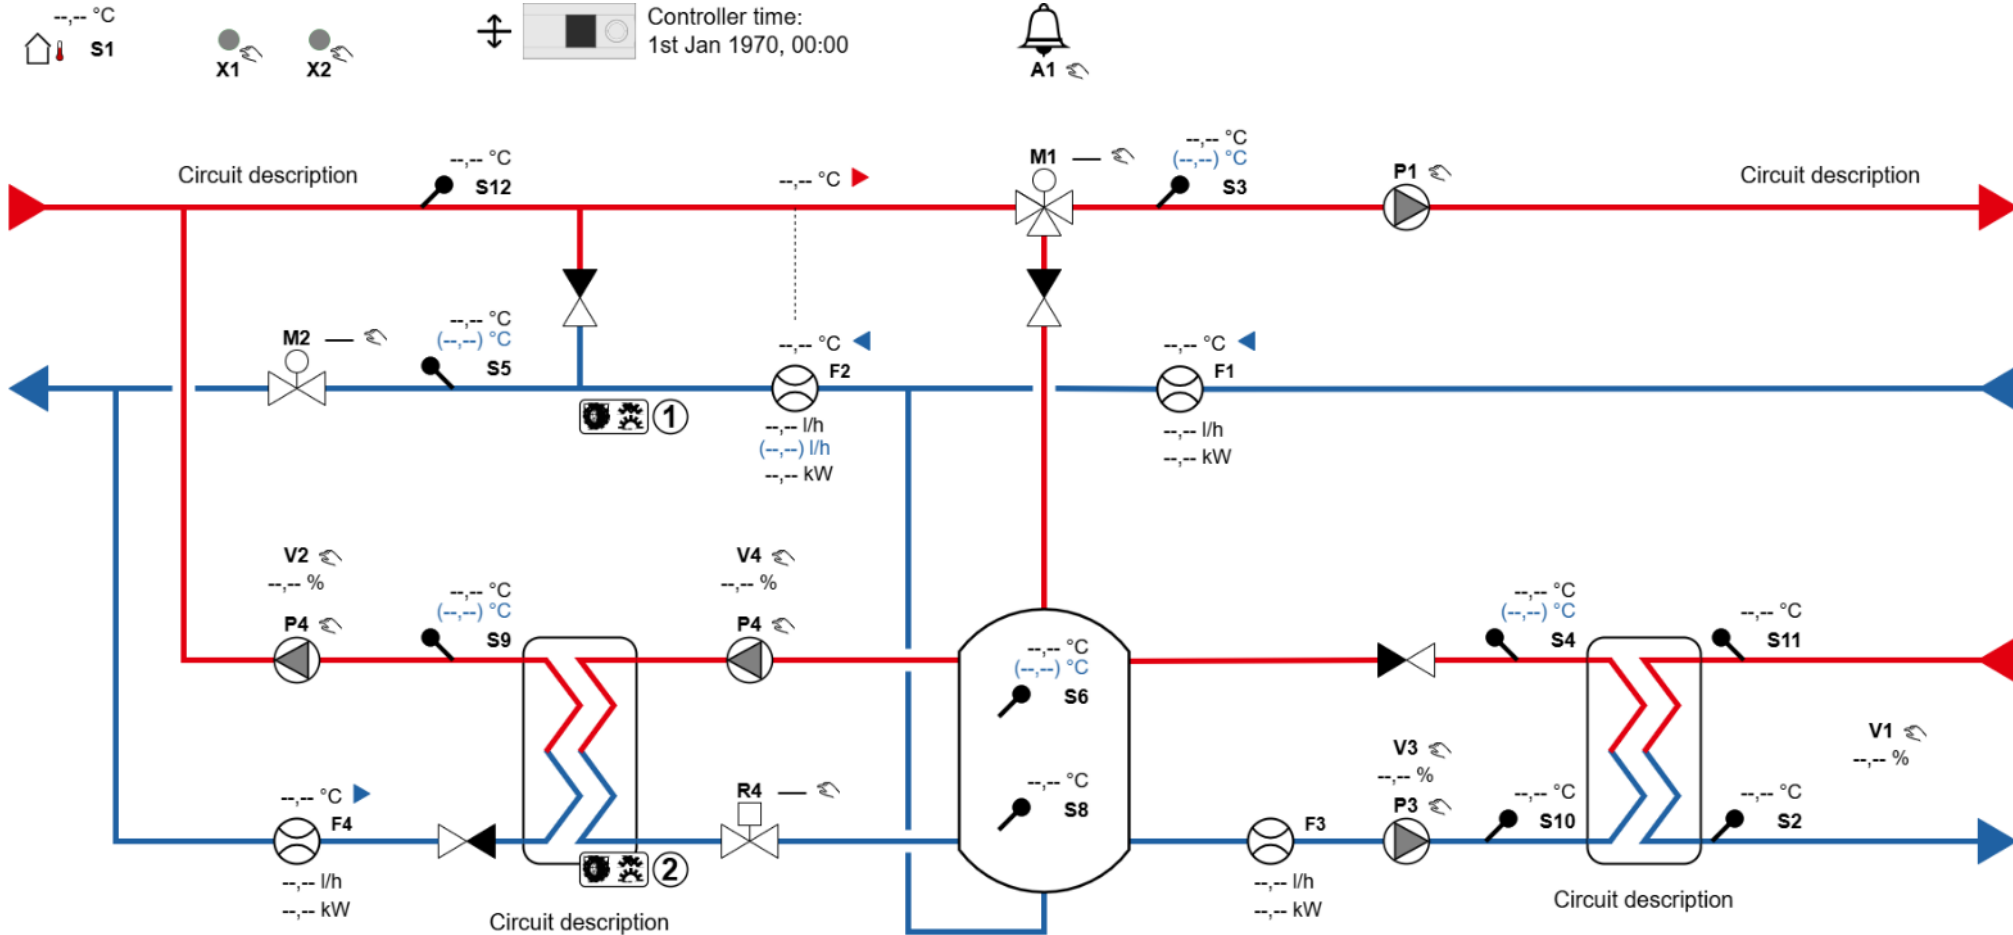 --,-- °C
S1
X1
X2
Controller time:
1st Jan 1970, 00:00
A1
Circuit description
--,-- °C
S12
--,-- °C
M1
--,-- °C
(--,--) °C
S3
P1
Circuit description
M2
--,-- °C
(--,--) °C
S5
1
--,-- °C
F2
--,-- l/h
(--,--) l/h
--,-- kW
--,-- °C
F1
--,-- l/h
--,-- kW
V2
--,-- %
P4
--,-- °C
(--,--) °C
S9
V4
--,-- %
P4
--,-- °C
(--,--) °C
S6
--,-- °C
S8
--,-- °C
(--,--) °C
S4
--,-- °C
S11
V1
--,-- %
V3
--,-- %
P3
--,-- °C
S10
--,-- °C
S2
--,-- °C
F4
--,-- l/h
--,-- kW
R4
2
Circuit description
F3
--,-- l/h
--,-- kW
Circuit description